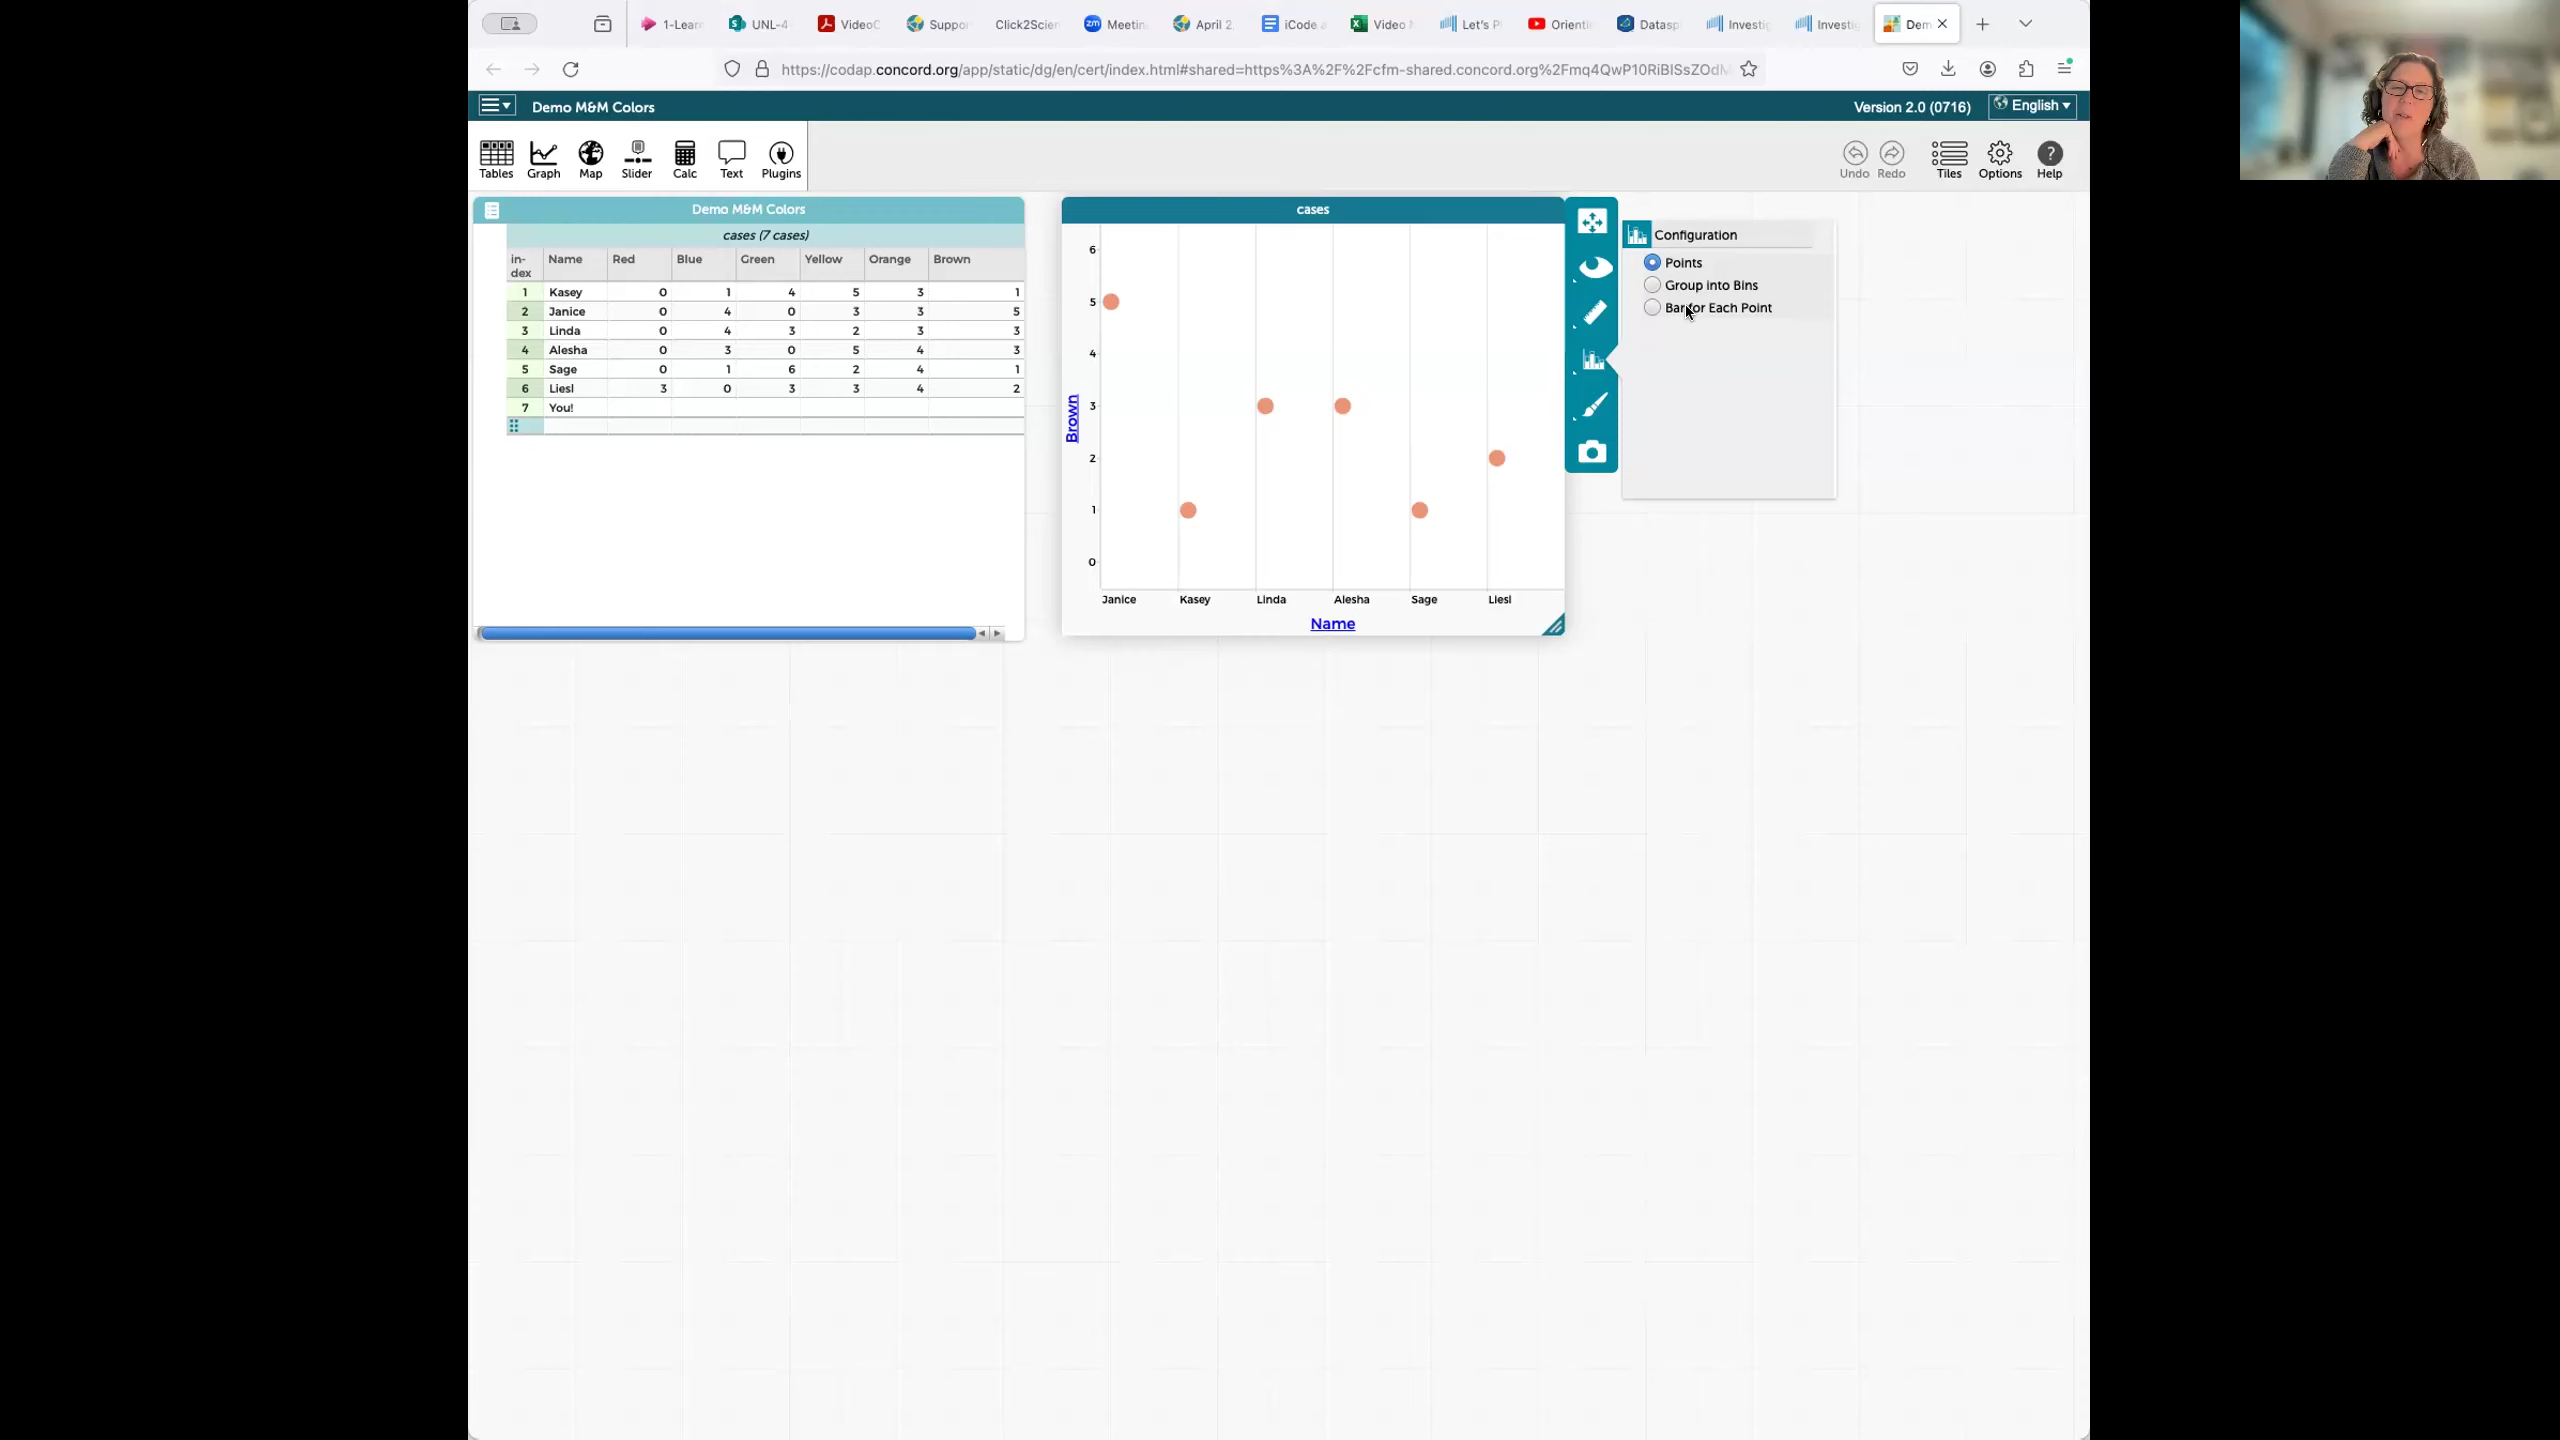 1-Learn UNL-4 VideoC Suppor Click2Scien zm Meetin April 2, iCode a Video Let's P Orienti Datasp Investig Investig Dem
https://codap.concord.org/app/static/dg/en/cert/index.html#shared=https%3A%2F%2Fcfm-shared.concord.org%2Fmq4QwP10RiBISsZOdM
Demo M&M Colors Version 2.0 (0716) English
Tables Graph Map Slider Calc Text Plugins Undo Redo Tiles Options Help
Demo M&M Colors
cases (7 cases)
in-dex Name Red Blue Green Yellow Orange Brown
1 Kasey 0 1 4 5 3 1
2 Janice 0 4 0 3 3 5
3 Linda 0 4 3 2 3 3
4 Alesha 0 3 0 5 4 3
5 Sage 0 1 6 2 4 1
6 Liesl 3 0 3 3 4 2
7 You!
cases
6
5
4
3
2
1
0
Brown
Janice Kasey Linda Alesha Sage Liesl
Name
Configuration
Points
Group into Bins
Bar for Each Point